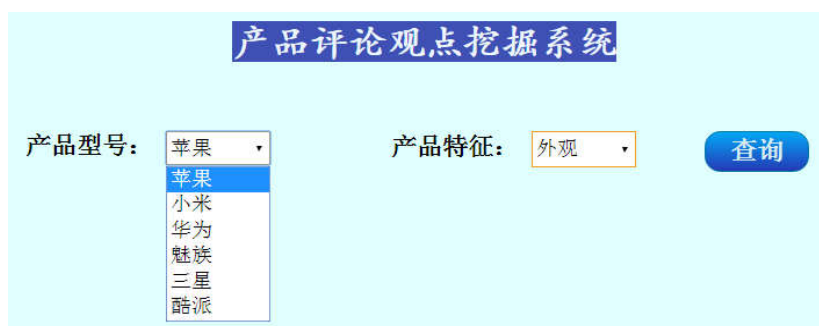 产品评论观点挖掘系统
产品型号： 苹果 产品特征： 外观 查询
苹果
小米
华为
魅族
三星
酷派